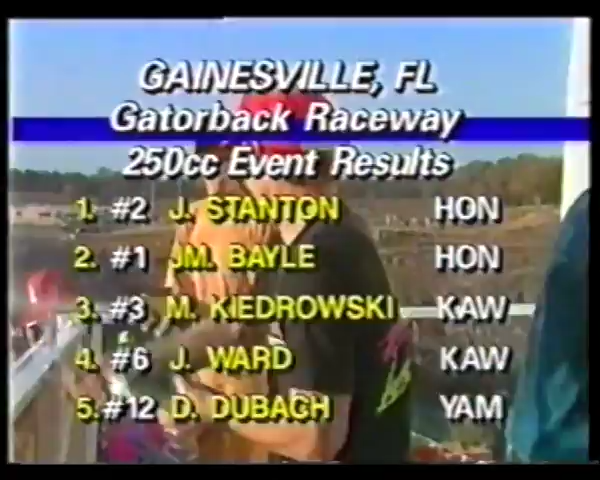 GAINESVILLE, FL
Gatorback Raceway
250cc Event Results
1. #2 J. STANTON HON
2. #1 JM. BAYLE HON
3. #3 M. KIEDROWSKI KAW
4. #6 J. WARD KAW
5. #12 D. DUBACH YAM